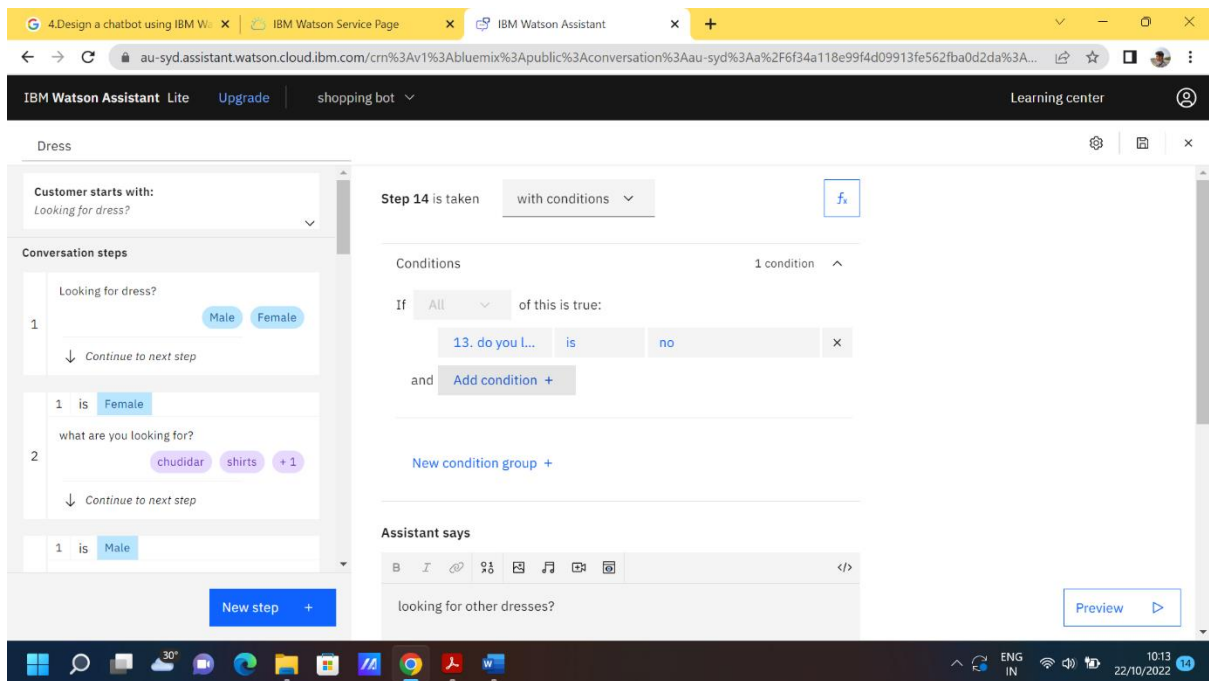 4.Design a chatbot using IBM Wa
IBM Watson Service Page
IBM Watson Assistant
au-syd.assistant.watson.cloud.ibm.com/crn%3Av1%3Abluemix%3Apublic%3Aconversation%3Aau-syd%3Aa%2F6f34a118e99f4d09913fe562fba0d2da%3A...
IBM Watson Assistant Lite Upgrade shopping bot Learning center
Dress
Customer starts with:
Looking for dress?
Conversation steps
1
Looking for dress?
Male Female
Continue to next step
1 is Female
2
what are you looking for?
chudidar shirts + 1
Continue to next step
1 is Male
New step +
Step 14 is taken with conditions fx
Conditions 1 condition
If All of this is true:
13. do you l... is no
and Add condition +
New condition group +
Assistant says
B I </>
looking for other dresses?
Preview
30°
ENG
IN
10:13
22/10/2022
14